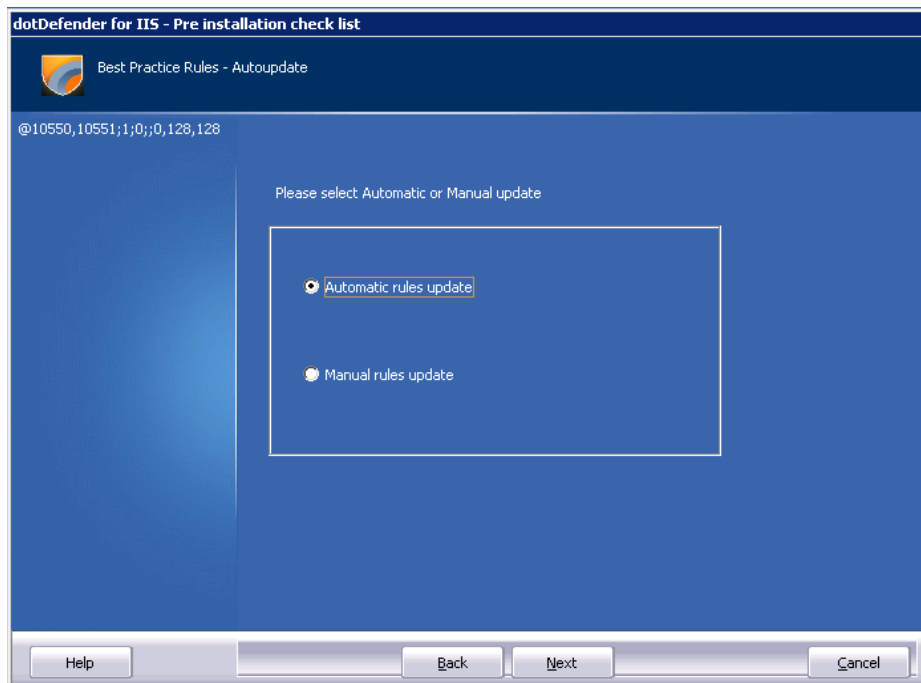 dotDefender for IIS - Pre installation check list
Best Practice Rules - Autoupdate
@10550,10551;1;0;;0,128,128
Please select Automatic or Manual update
Automatic rules update
Manual rules update
Help
Back
Next
Cancel